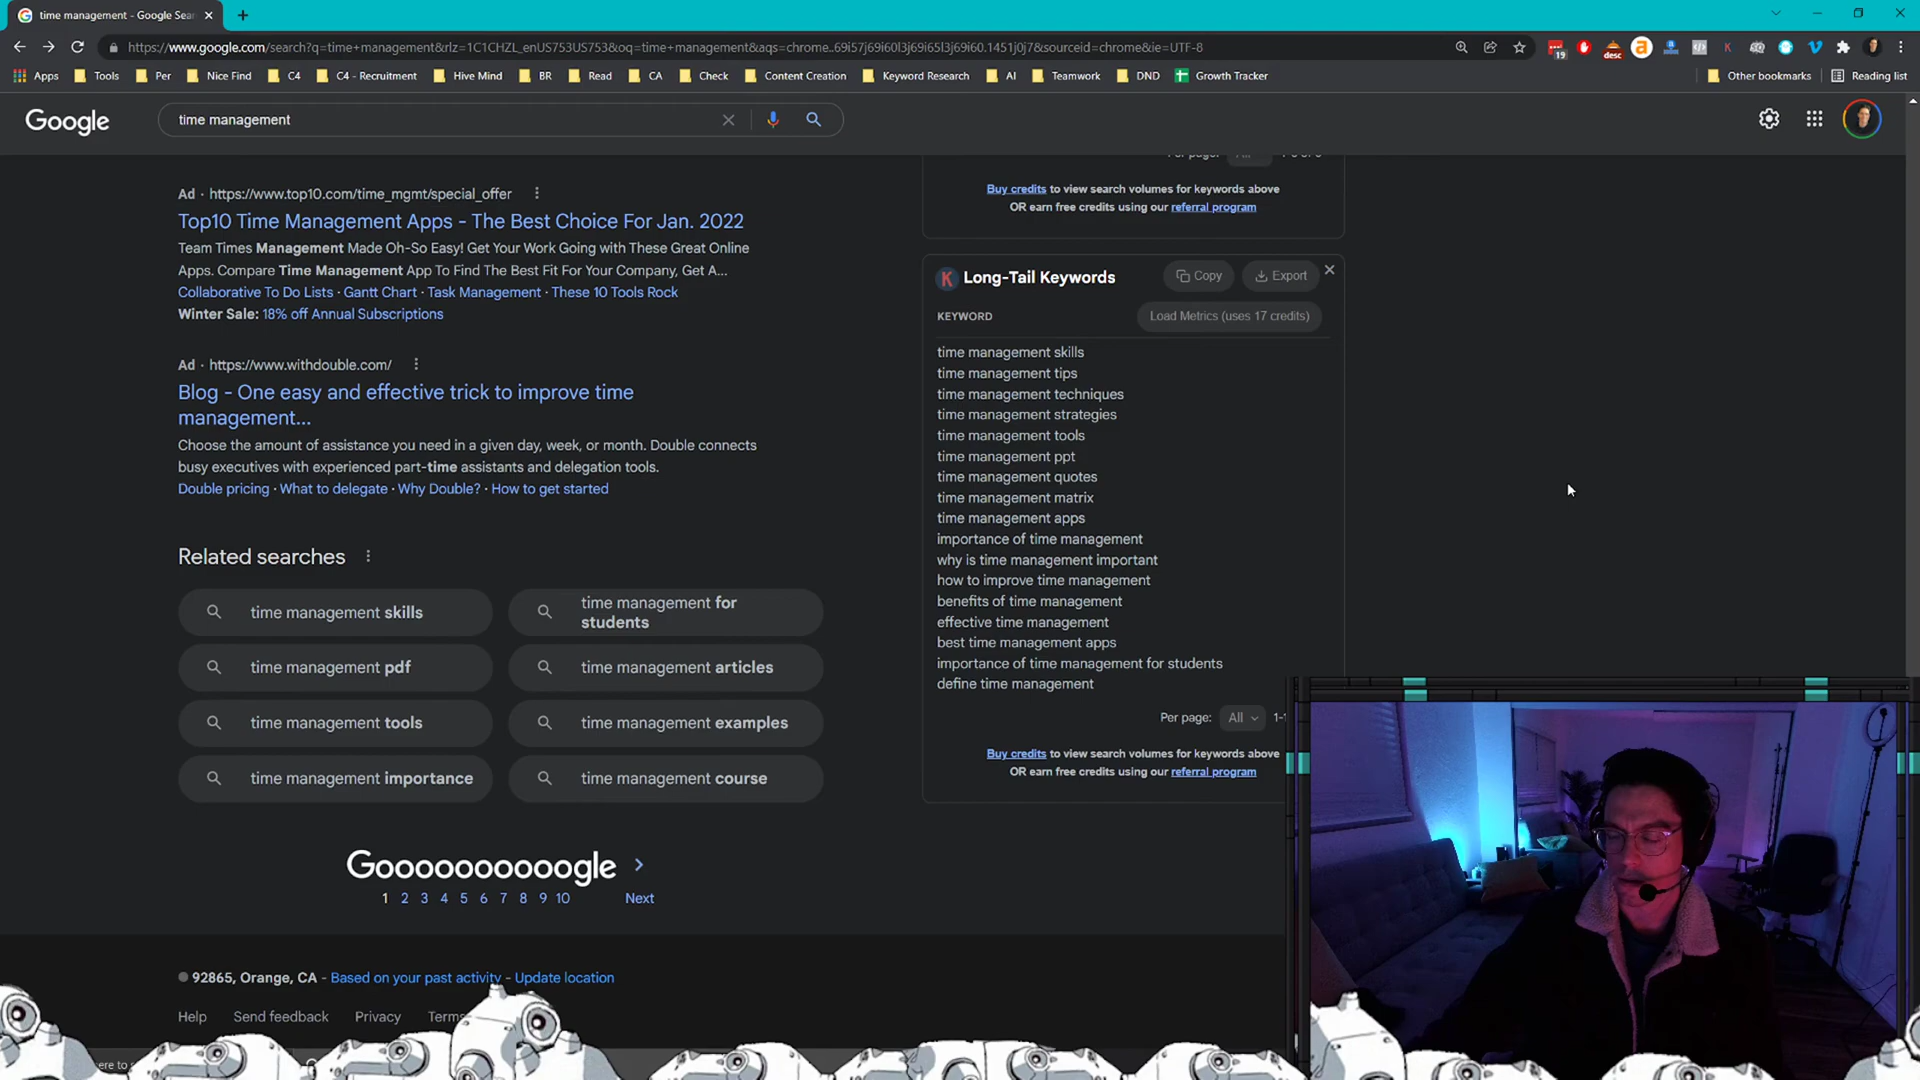 time management - Google Sea
https://www.google.com/search?q=time+management&rlz=1C1CHZL_enUS753US753&oq=time+management&aqs=chrome..69i57j69i60l3j69i65l3j69i60.1451j0j7&sourceid=chrome&ie=UTF-8
19
desc
Apps
Tools
Per
Nice Find
C4
C4 - Recruitment
Hive Mind
BR
Read
CA
Check
Content Creation
Keyword Research
AI
Teamwork
DND
Growth Tracker
Other bookmarks
Reading list
Google
time management
Ad · https://www.top10.com/time_mgmt/special_offer
Top10 Time Management Apps - The Best Choice For Jan. 2022
Team Times Management Made Oh-So Easy! Get Your Work Going with These Great Online
Apps. Compare Time Management App To Find The Best Fit For Your Company, Get A...
Collaborative To Do Lists · Gantt Chart · Task Management · These 10 Tools Rock
Winter Sale: 18% off Annual Subscriptions
Ad · https://www.withdouble.com/
Blog - One easy and effective trick to improve time
management...
Choose the amount of assistance you need in a given day, week, or month. Double connects
busy executives with experienced part-time assistants and delegation tools.
Double pricing · What to delegate · Why Double? · How to get started
Related searches
time management skills
time management for
students
time management pdf
time management articles
time management tools
time management examples
time management importance
time management course
Goooooooooogle
1 2 3 4 5 6 7 8 9 10 Next
92865, Orange, CA - Based on your past activity - Update location
Help Send feedback Privacy Terms
Per page: All
Buy credits to view search volumes for keywords above
OR earn free credits using our referral program
K Long-Tail Keywords
Copy
Export
KEYWORD
Load Metrics (uses 17 credits)
time management skills
time management tips
time management techniques
time management strategies
time management tools
time management ppt
time management quotes
time management matrix
time management apps
importance of time management
why is time management important
how to improve time management
benefits of time management
effective time management
best time management apps
importance of time management for students
define time management
Per page: All 1-1
Buy credits to view search volumes for keywords above
OR earn free credits using our referral program